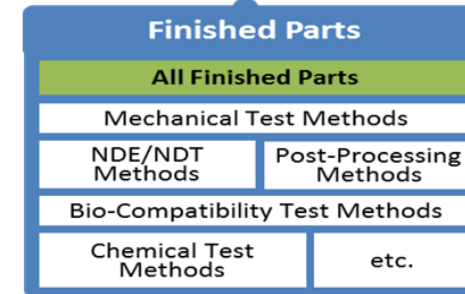 Finished Parts
All Finished Parts
Mechanical Test Methods
NDE/NDT
Methods
Post-Processing
Methods
Bio-Compatibility Test Methods
Chemical Test
Methods
etc.